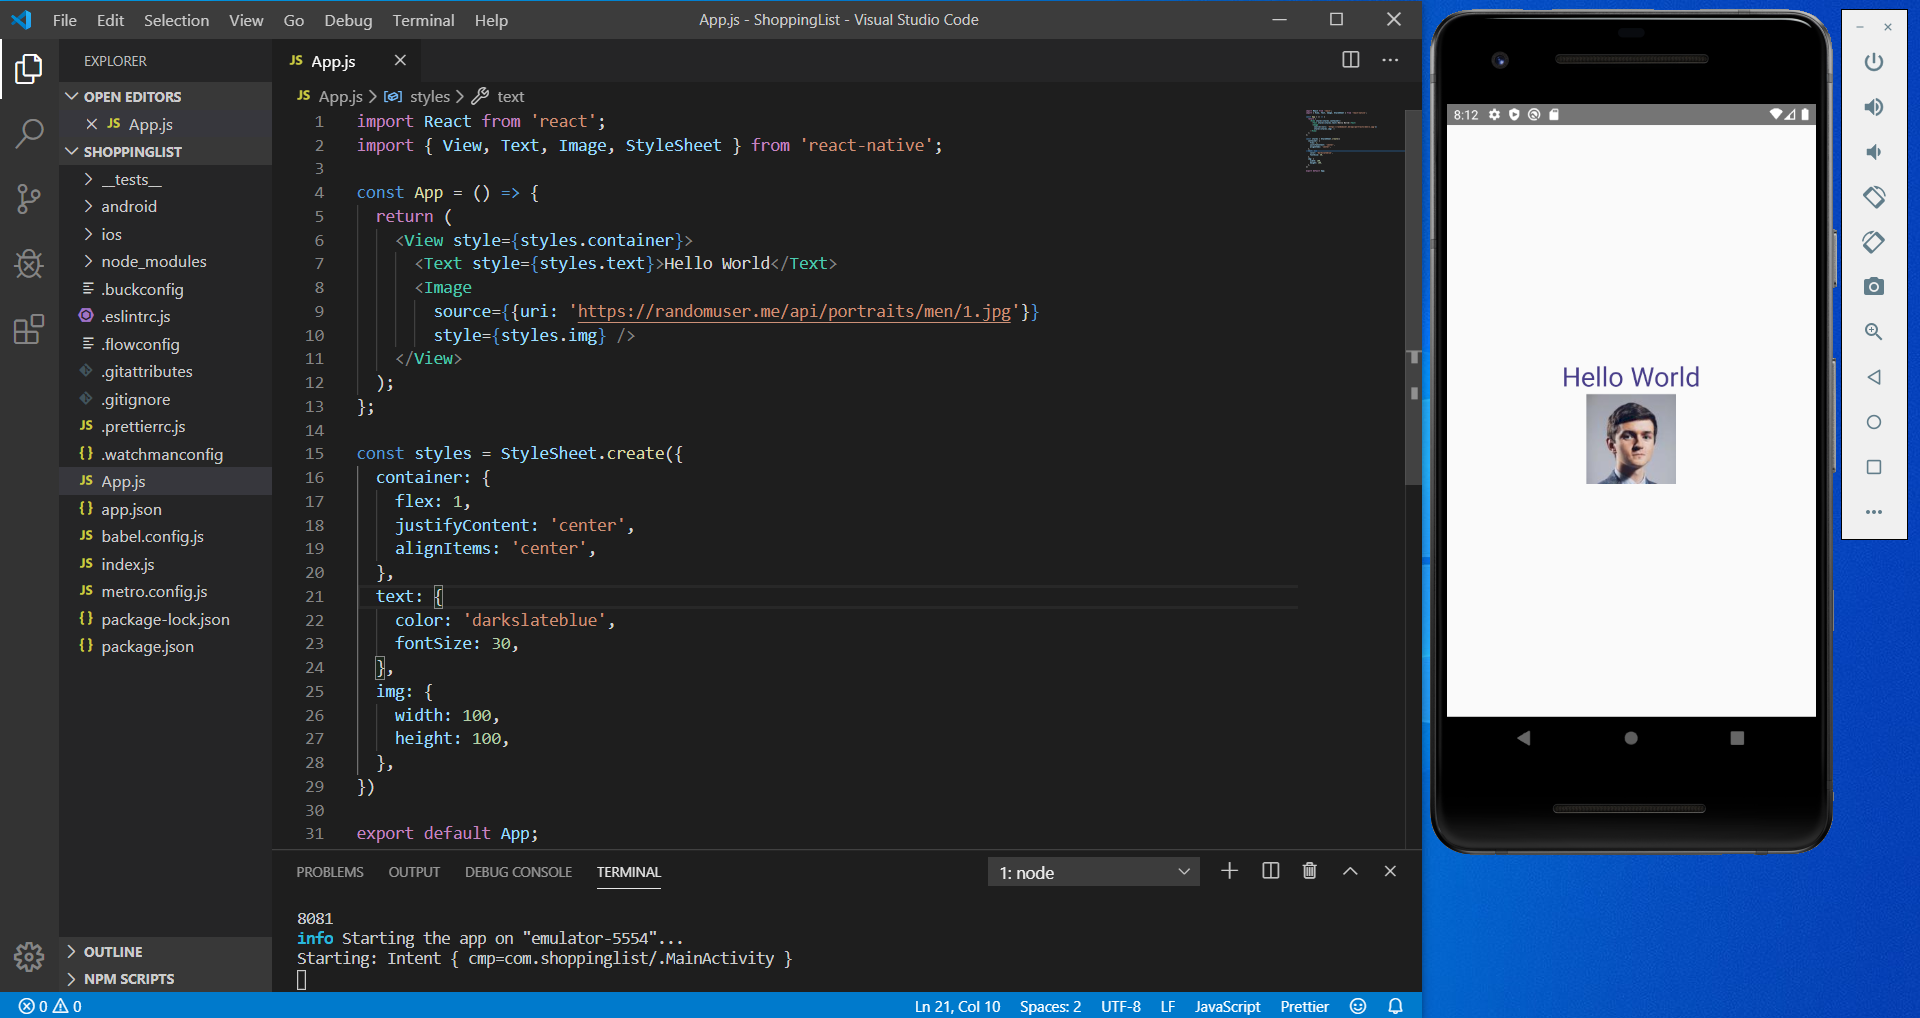 File Edit Selection View Go Debug Terminal Help
App.js - ShoppingList - Visual Studio Code
EXPLORER
OPEN EDITORS
JS App.js
SHOPPINGLIST
__tests__
android
ios
node_modules
.buckconfig
.eslintrc.js
.flowconfig
.gitattributes
.gitignore
JS .prettierrc.js
{} .watchmanconfig
JS App.js
{} app.json
JS babel.config.js
JS index.js
JS metro.config.js
{} package-lock.json
{} package.json
OUTLINE
NPM SCRIPTS
JS App.js
JS App.js > styles > text
1 import React from 'react';
2 import { View, Text, Image, StyleSheet } from 'react-native';
3
4 const App = () => {
5 return (
6 <View style={styles.container}>
7 <Text style={styles.text}>Hello World</Text>
8 <Image
9 source={{uri: 'https://randomuser.me/api/portraits/men/1.jpg'}}
10 style={styles.img} />
11 </View>
12 );
13 };
14
15 const styles = StyleSheet.create({
16 container: {
17 flex: 1,
18 justifyContent: 'center',
19 alignItems: 'center',
20 },
21 text: {
22 color: 'darkslateblue',
23 fontSize: 30,
24 },
25 img: {
26 width: 100,
27 height: 100,
28 },
29 })
30
31 export default App;
PROBLEMS OUTPUT DEBUG CONSOLE TERMINAL
1: node
8081
info Starting the app on "emulator-5554"...
Starting: Intent { cmp=com.shoppinglist/.MainActivity }
0 0
Ln 21, Col 10 Spaces: 2 UTF-8 LF JavaScript Prettier
8:12
Hello World